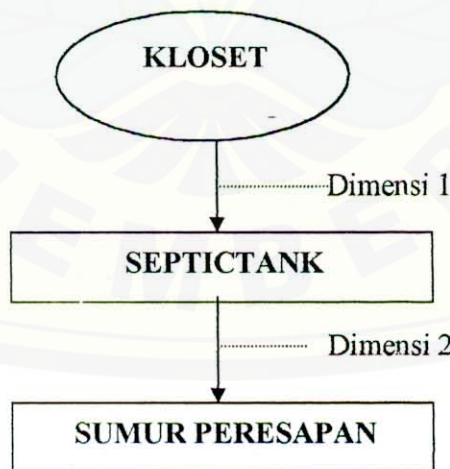 KLOSET
Dimensi 1
SEPTICTANK
Dimensi 2
SUMUR PERESAPAN